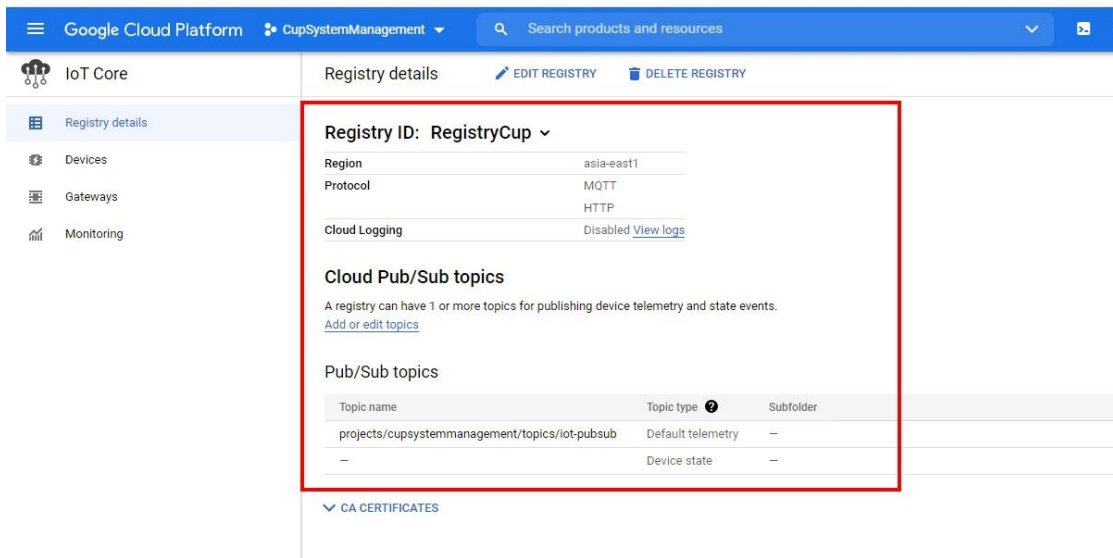 Google Cloud Platform CupSystemManagement Search products and resources
IoT Core
Registry details EDIT REGISTRY DELETE REGISTRY
Registry details
Devices
Gateways
Monitoring
Registry ID: RegistryCup
Region asia-east1
Protocol MQTT
HTTP
Cloud Logging Disabled View logs
Cloud Pub/Sub topics
A registry can have 1 or more topics for publishing device telemetry and state events.
Add or edit topics
Pub/Sub topics
Topic name Topic type ? Subfolder
projects/cupsystemmanagement/topics/iot-pubsub Default telemetry —
— Device state —
CA CERTIFICATES